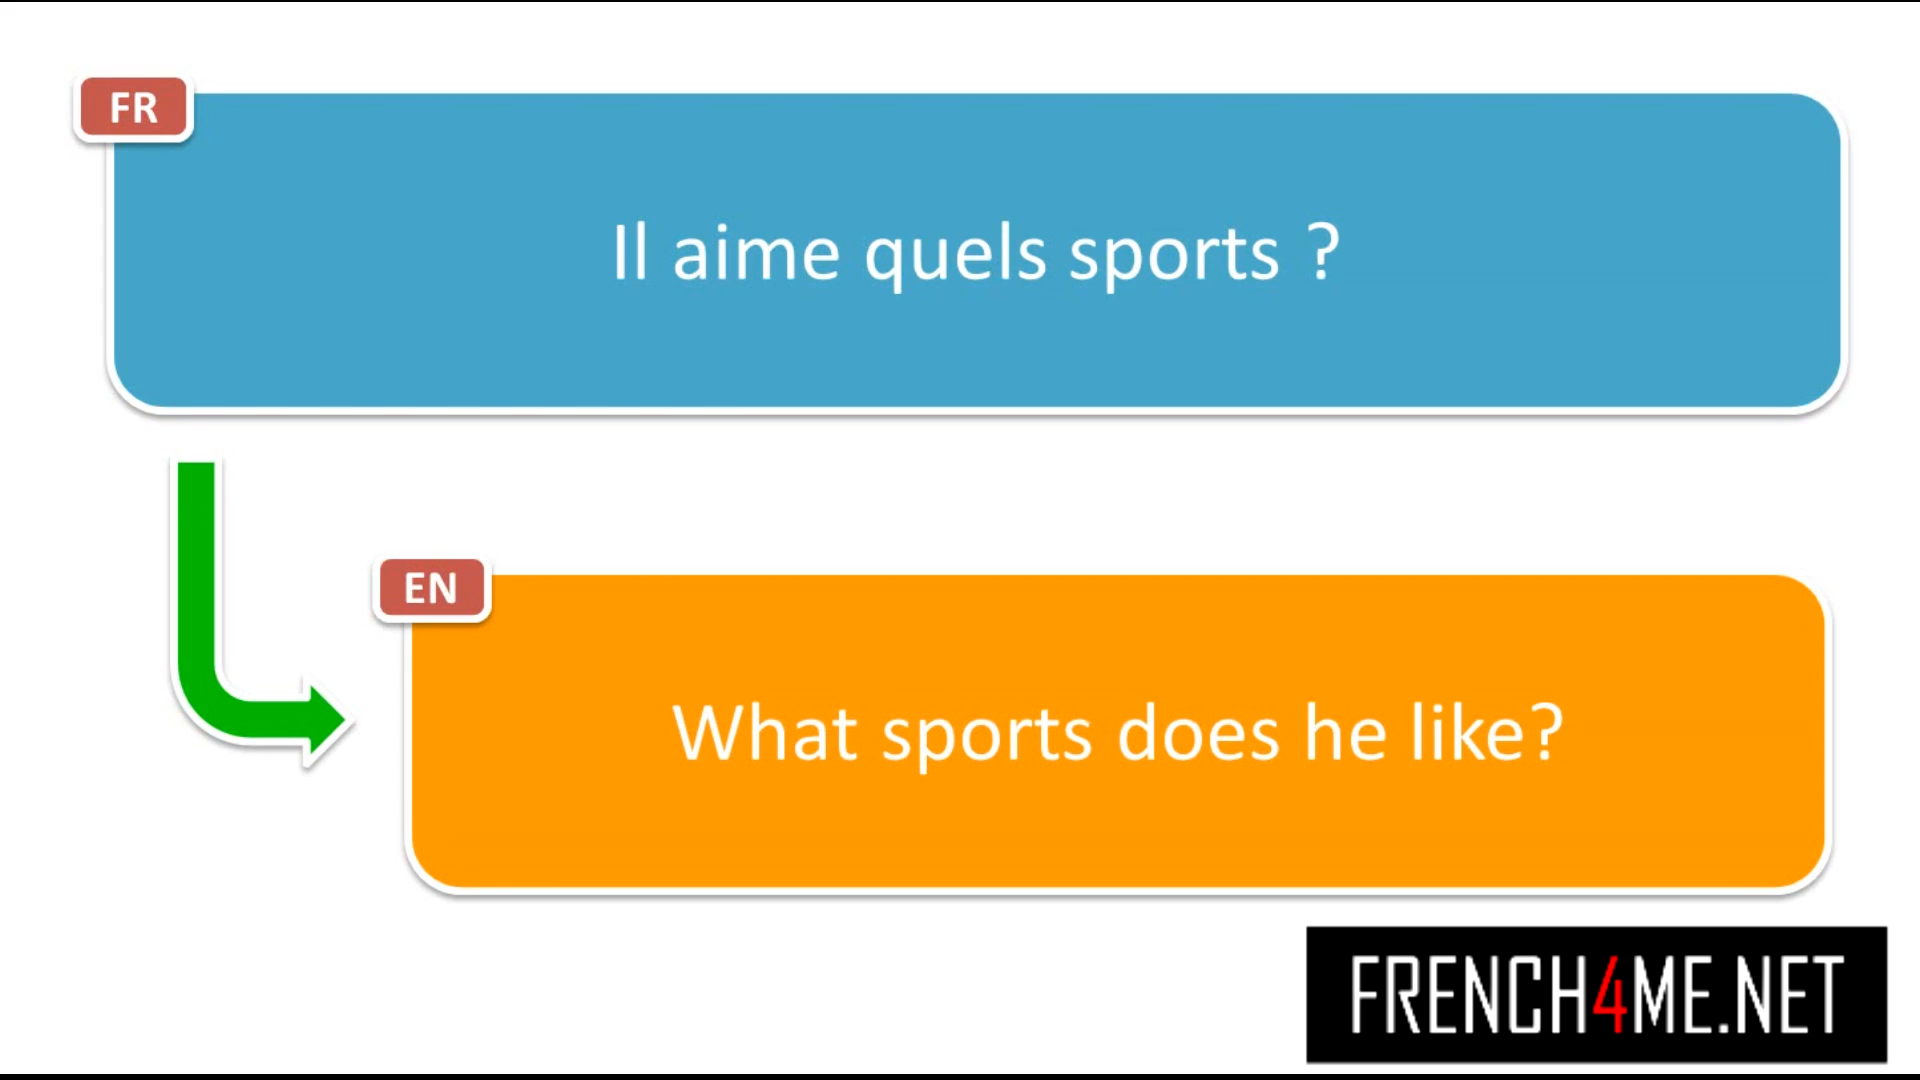 FR
Il aime quels sports ?
EN
What sports does he like?
FRENCH4ME.NET